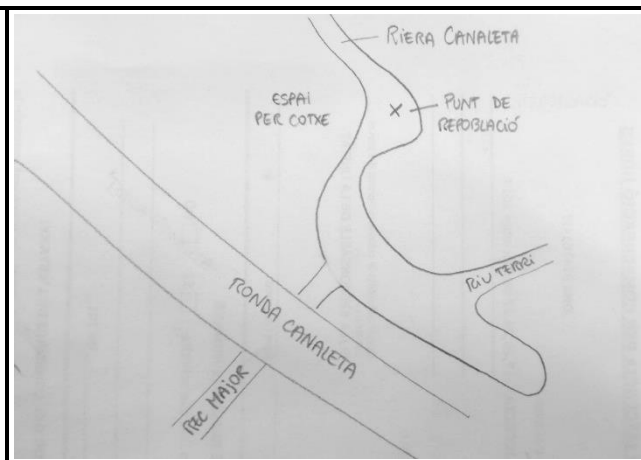 RIERA CANALETA
ESPAI
PER COTXE
PUNT DE
REPOBLACIÓ
RIU TERRI
RONDA CANALETA
REC MAJOR